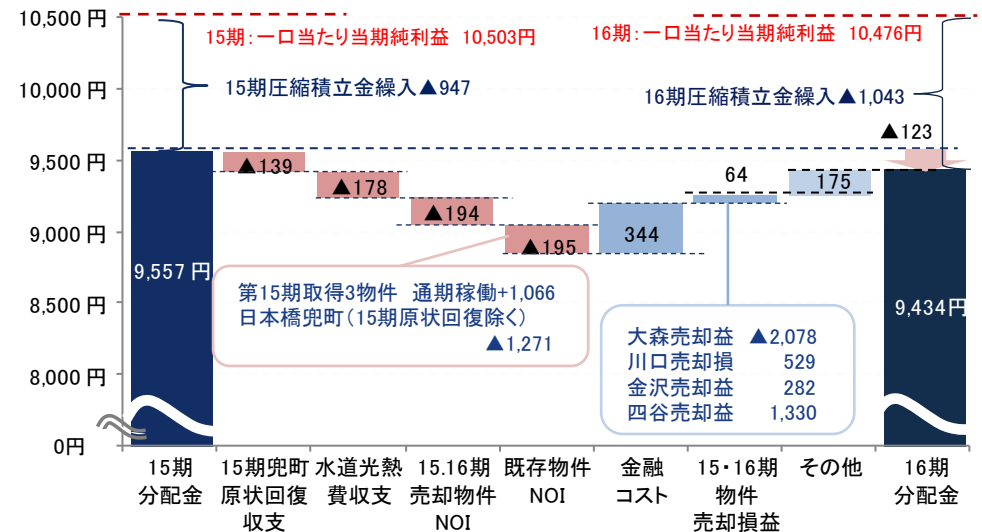 10,500 円
10,000 円
9,500 円
9,000 円
8,500 円
8,000 円
0円
15期：一口当たり当期純利益 10,503円
16期：一口当たり当期純利益 10,476円
15期圧縮積立金繰入▲947
16期圧縮積立金繰入▲1,043
▲123
9,557 円
▲139
▲178
▲194
▲195
344
64
175
9,434円
第15期取得3物件 通期稼働+1,066
日本橋兜町（15期原状回復除く）
▲1,271
大森売却益 ▲2,078
川口売却損 529
金沢売却益 282
四谷売却益 1,330
15期
分配金
15期兜町
原状回復
収支
水道光熱
費収支
15.16期
売却物件
NOI
既存物件
NOI
金融
コスト
15・16期
物件
売却損益
その他
16期
分配金